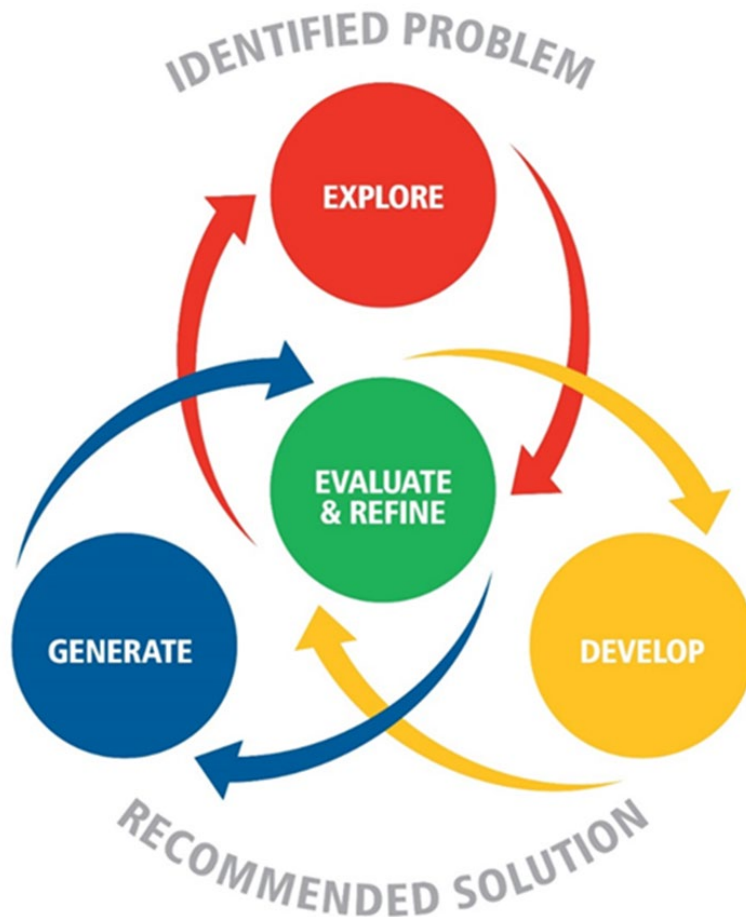 IDENTIFIED PROBLEM
EXPLORE
EVALUATE
& REFINE
GENERATE
DEVELOP
RECOMMENDED SOLUTION